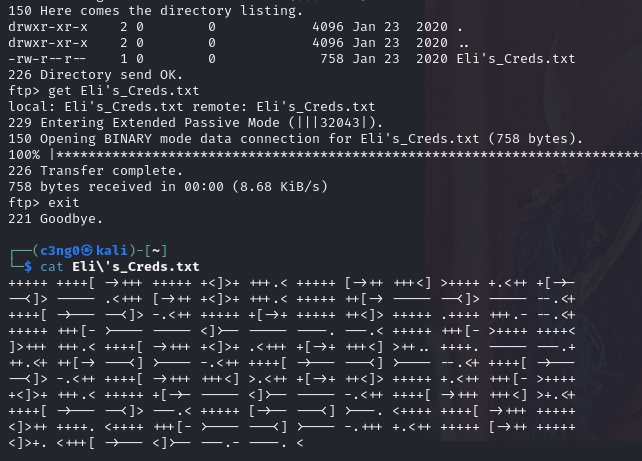 150 Here comes the directory listing.
drwxr-xr-x    2 0        0            4096 Jan 23  2020 .
drwxr-xr-x    2 0        0            4096 Jan 23  2020 ..
-rw-r--r--    1 0        0             758 Jan 23  2020 Eli's_Creds.txt
226 Directory send OK.
ftp> get Eli's_Creds.txt
local: Eli's_Creds.txt remote: Eli's_Creds.txt
229 Entering Extended Passive Mode (|||32043|).
150 Opening BINARY mode data connection for Eli's_Creds.txt (758 bytes).
100% |*************************************************************************
226 Transfer complete.
758 bytes received in 00:00 (8.68 KiB/s)
ftp> exit
221 Goodbye.
┌──(c3ng0㉿kali)-[~]
└─$ cat Eli\'s_Creds.txt
+++++ ++++[ ->+++ +++++ +<]>+ +++.< +++++ [->++ +++<] >++++ +.<++ +[->-
--<]> ----- .<+++ [->++ +<]>+ +++.< +++++ ++[-> ----- --<]> ----- --.<+
++++[ ->--- --<]> -.<++ +++++ +[->+ +++++ ++<]> +++++ .++++ +++.- --.<+
+++++ +++[- >---- ----- <]>-- ----- ----. ---.< +++++ +++[- >++++ ++++<
]>+++ +++.< ++++[ ->+++ +<]>+ .<+++ +[->+ +++<] >++.. ++++. ----- ---.+
++.<+ ++[-> ---<] >---- -.<++ ++++[ ->--- ---<] >---- --.<+ ++++[ ->---
--<]> -.<++ ++++[ ->+++ +++<] >.<++ +[->+ ++<]> +++++ +.<++ +++[- >++++
+<]>+ +++.< +++++ +[->- ----- <]>-- ----- -.<++ ++++[ ->+++ +++<] >+.<+
++++[ ->--- --<]> ---.< +++++ [->-- ---<] >---. <++++ ++++[ ->+++ +++++
<]>++ ++++. <++++ +++[- >---- ---<] >---- -.+++ +.<++ +++++ [->++ +++++
<]>+. <+++[ ->--- <]>-- ---.- ----. <